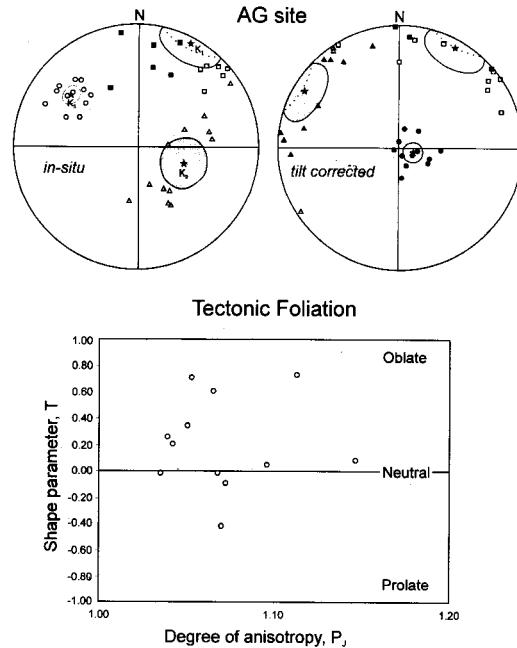 AG site
N
N
K₁
K₃
K₂
in-situ
tilt corrected
Tectonic Foliation
1.00
0.80
0.60
0.40
0.20
0.00
-0.20
-0.40
-0.60
-0.80
-1.00
Shape parameter, T
Oblate
Neutral
Prolate
1.00
1.10
1.20
Degree of anisotropy, PJ